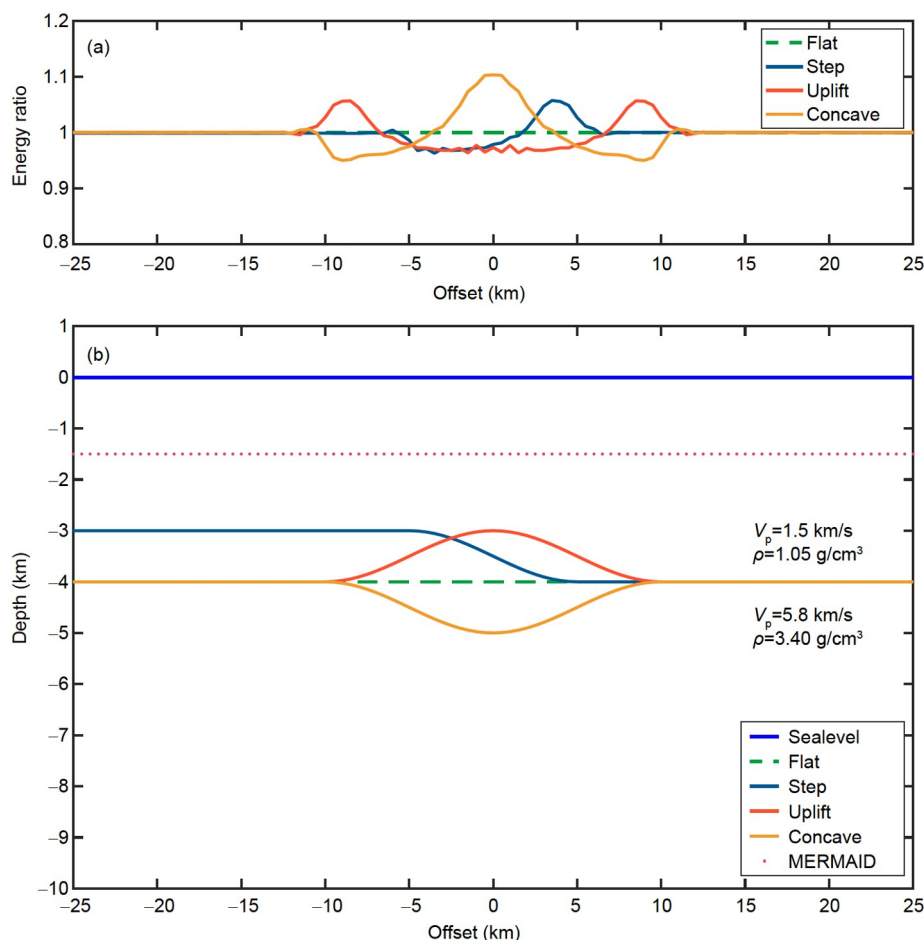 (a)
Energy ratio
1.2
1.1
1
0.9
0.8
Flat
Step
Uplift
Concave
−25 −20 −15 −10 −5 0 5 10 15 20 25
Offset (km)
(b)
Depth (km)
1
0
−1
−2
−3
−4
−5
−6
−7
−8
−9
−10
Vp=1.5 km/s
ρ=1.05 g/cm³
Vp=5.8 km/s
ρ=3.40 g/cm³
Sealevel
Flat
Step
Uplift
Concave
MERMAID
−25 −20 −15 −10 −5 0 5 10 15 20 25
Offset (km)